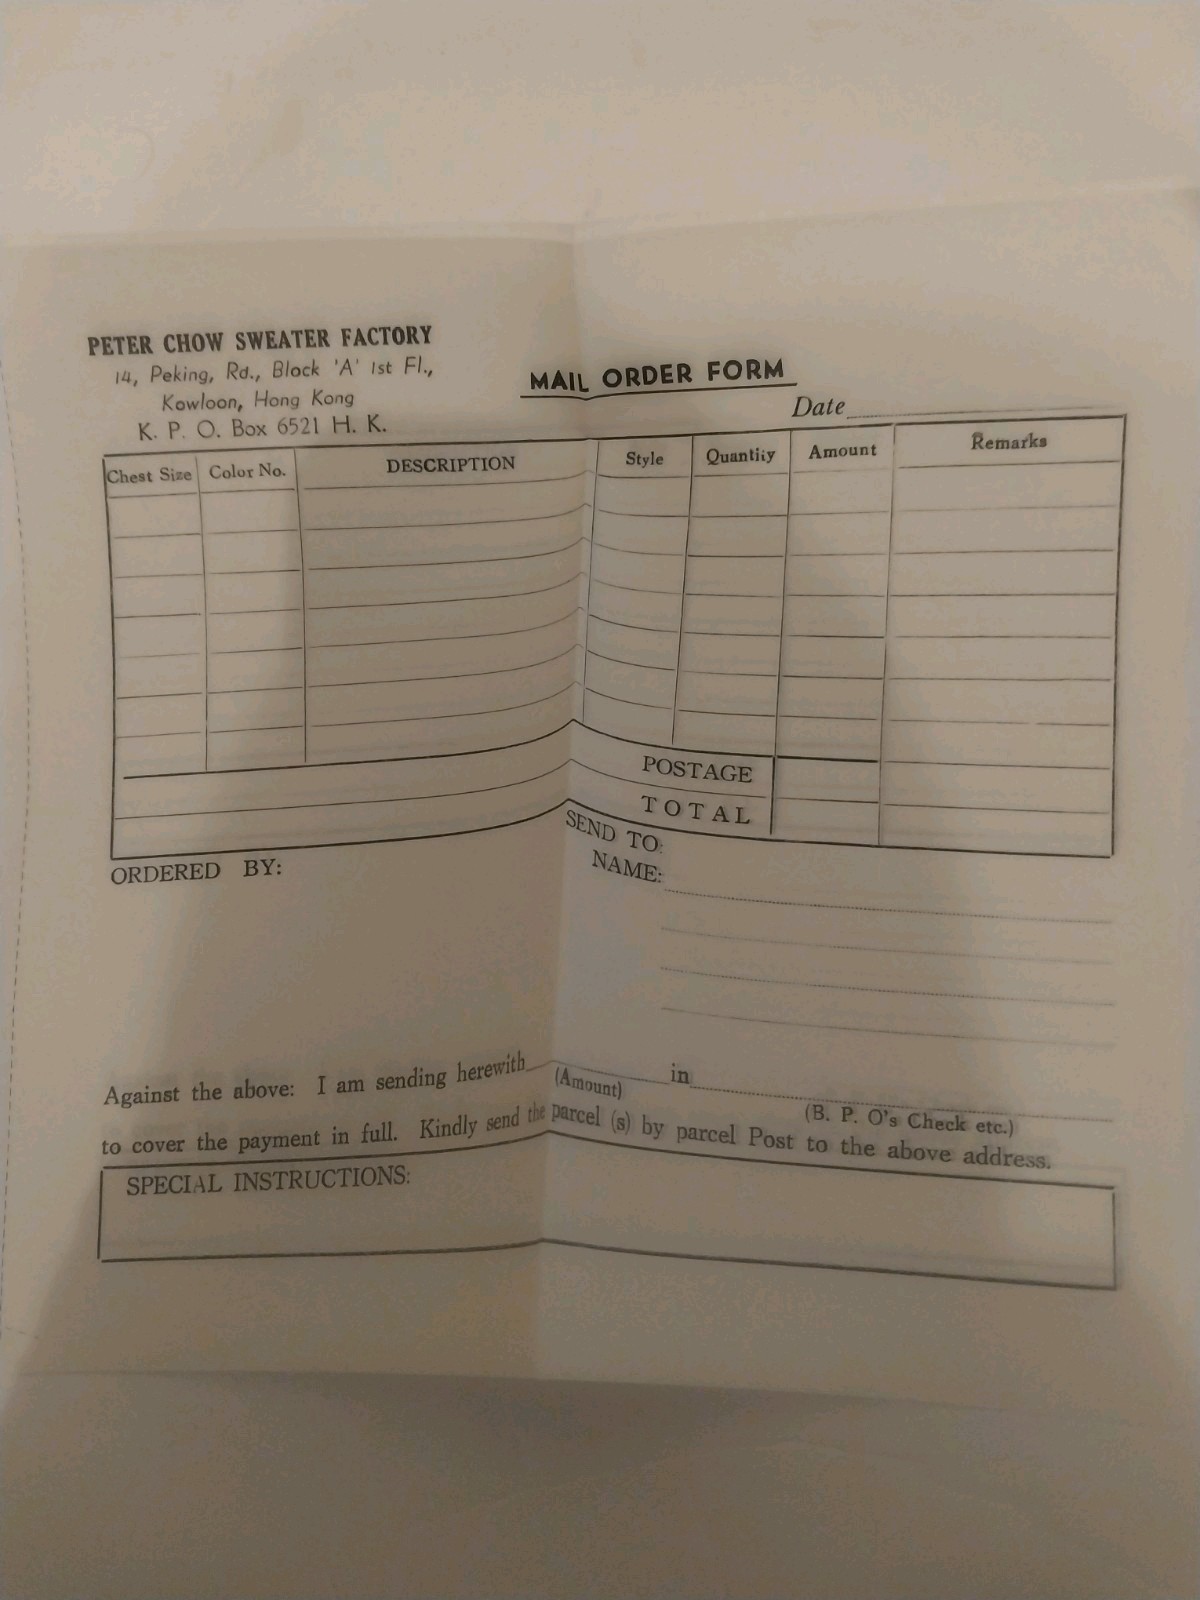 PETER CHOW SWEATER FACTORY
14, Peking, Rd., Block 'A' 1st Fl.,
Kowloon, Hong Kong
K. P. O. Box 6521 H. K.
MAIL ORDER FORM
Date
Chest Size Color No. DESCRIPTION Style Quantity Amount Remarks
POSTAGE
TOTAL
ORDERED BY:
SEND TO:
NAME:
Against the above: I am sending herewith in
(Amount)
(B. P. O's Check etc.)
to cover the payment in full. Kindly send the parcel (s) by parcel Post to the above address.
SPECIAL INSTRUCTIONS: